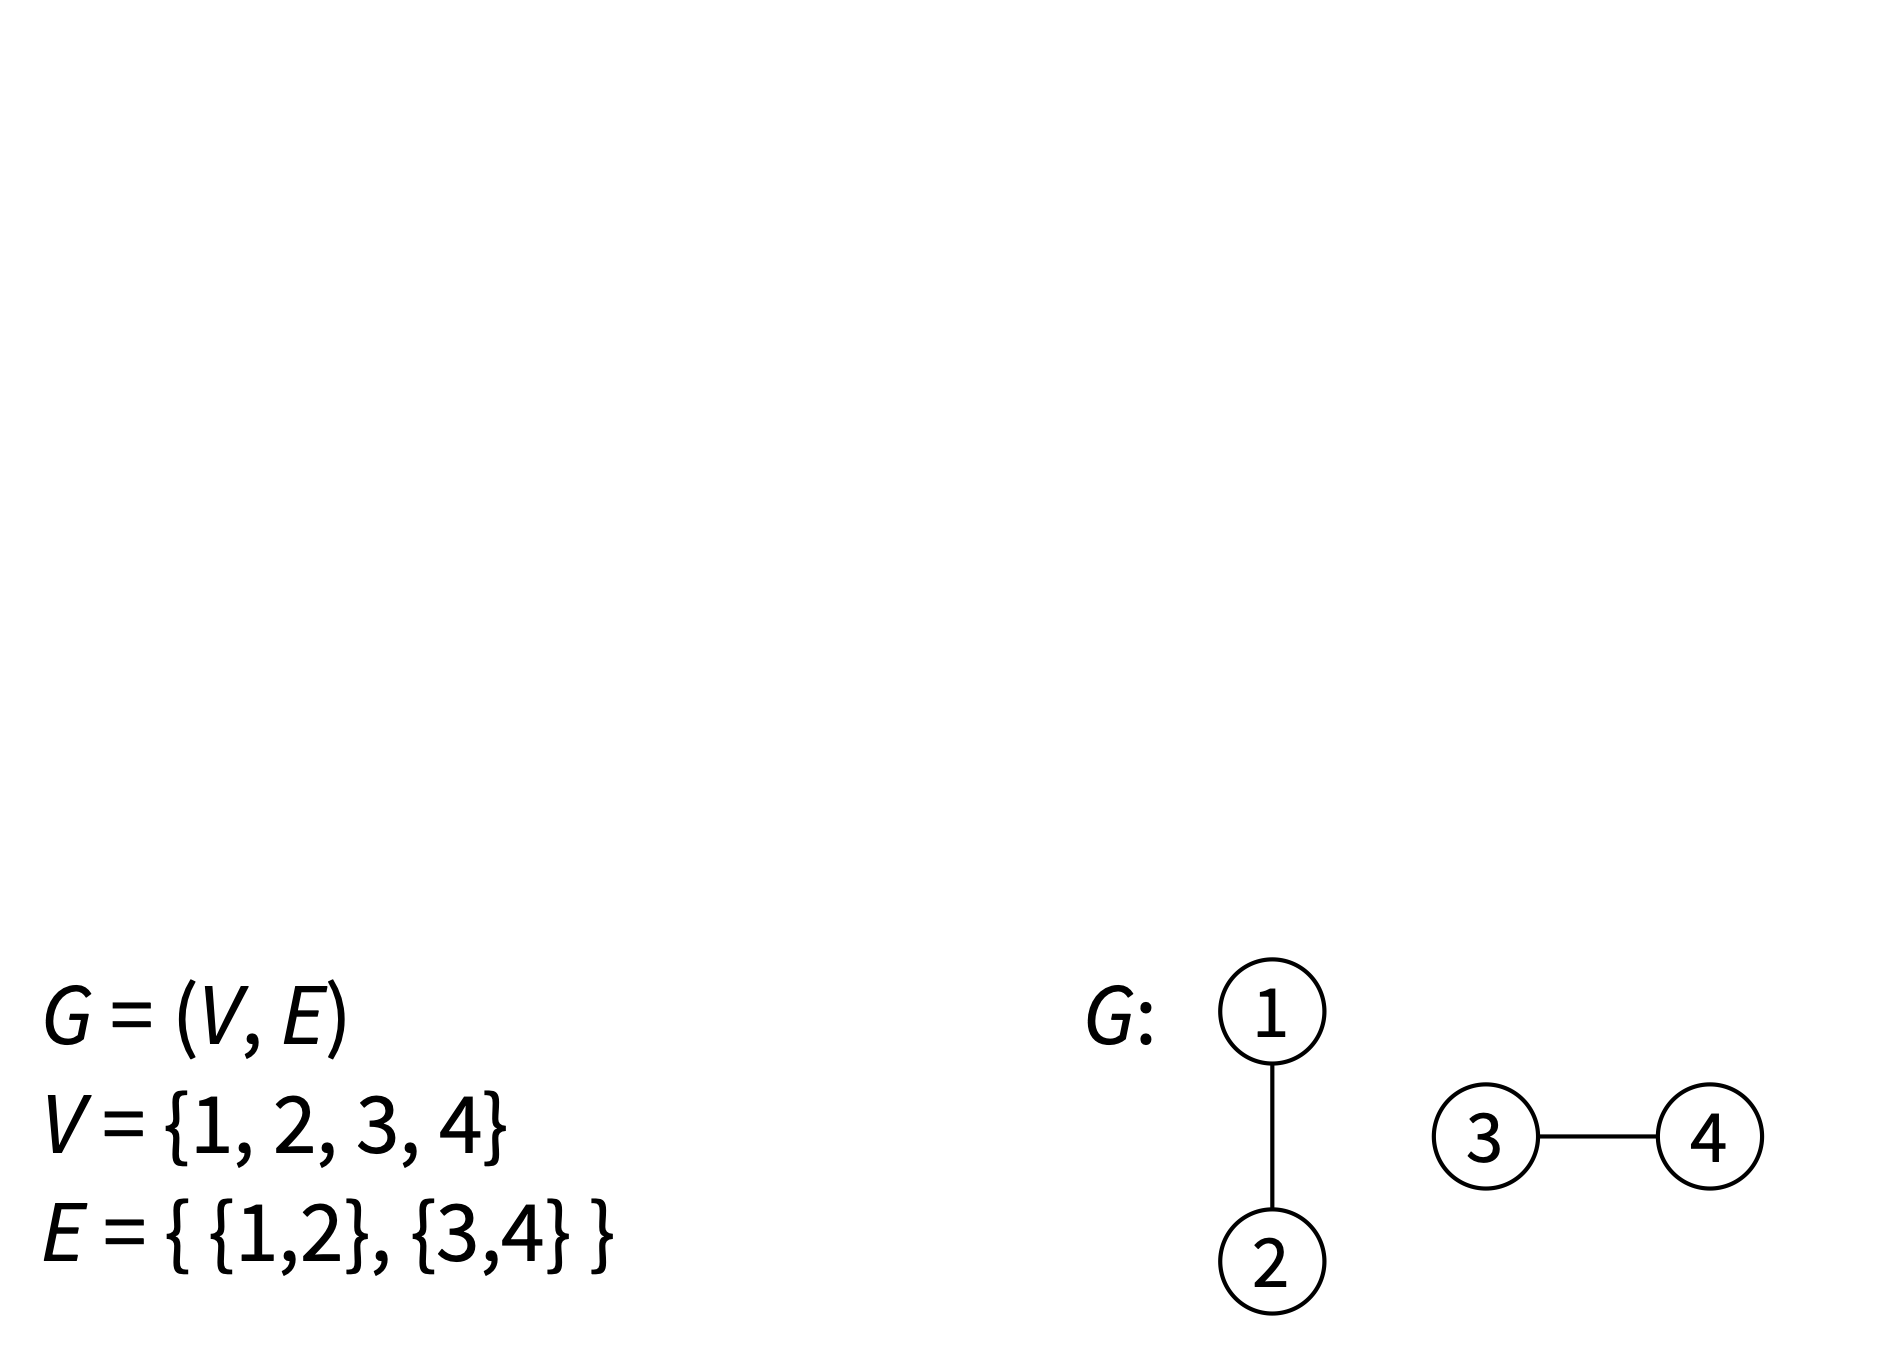 G = (V, E)
V = {1, 2, 3, 4}
E = { {1,2}, {3,4} }
G:
1
3
4
2